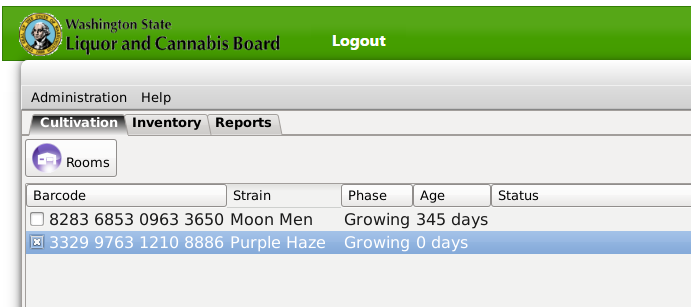 Washington State
Liquor and Cannabis Board
Logout
Administration Help
Cultivation Inventory Reports
Rooms
Barcode Strain Phase Age Status
8283 6853 0963 3650 Moon Men Growing 345 days
3329 9763 1210 8886 Purple Haze Growing 0 days